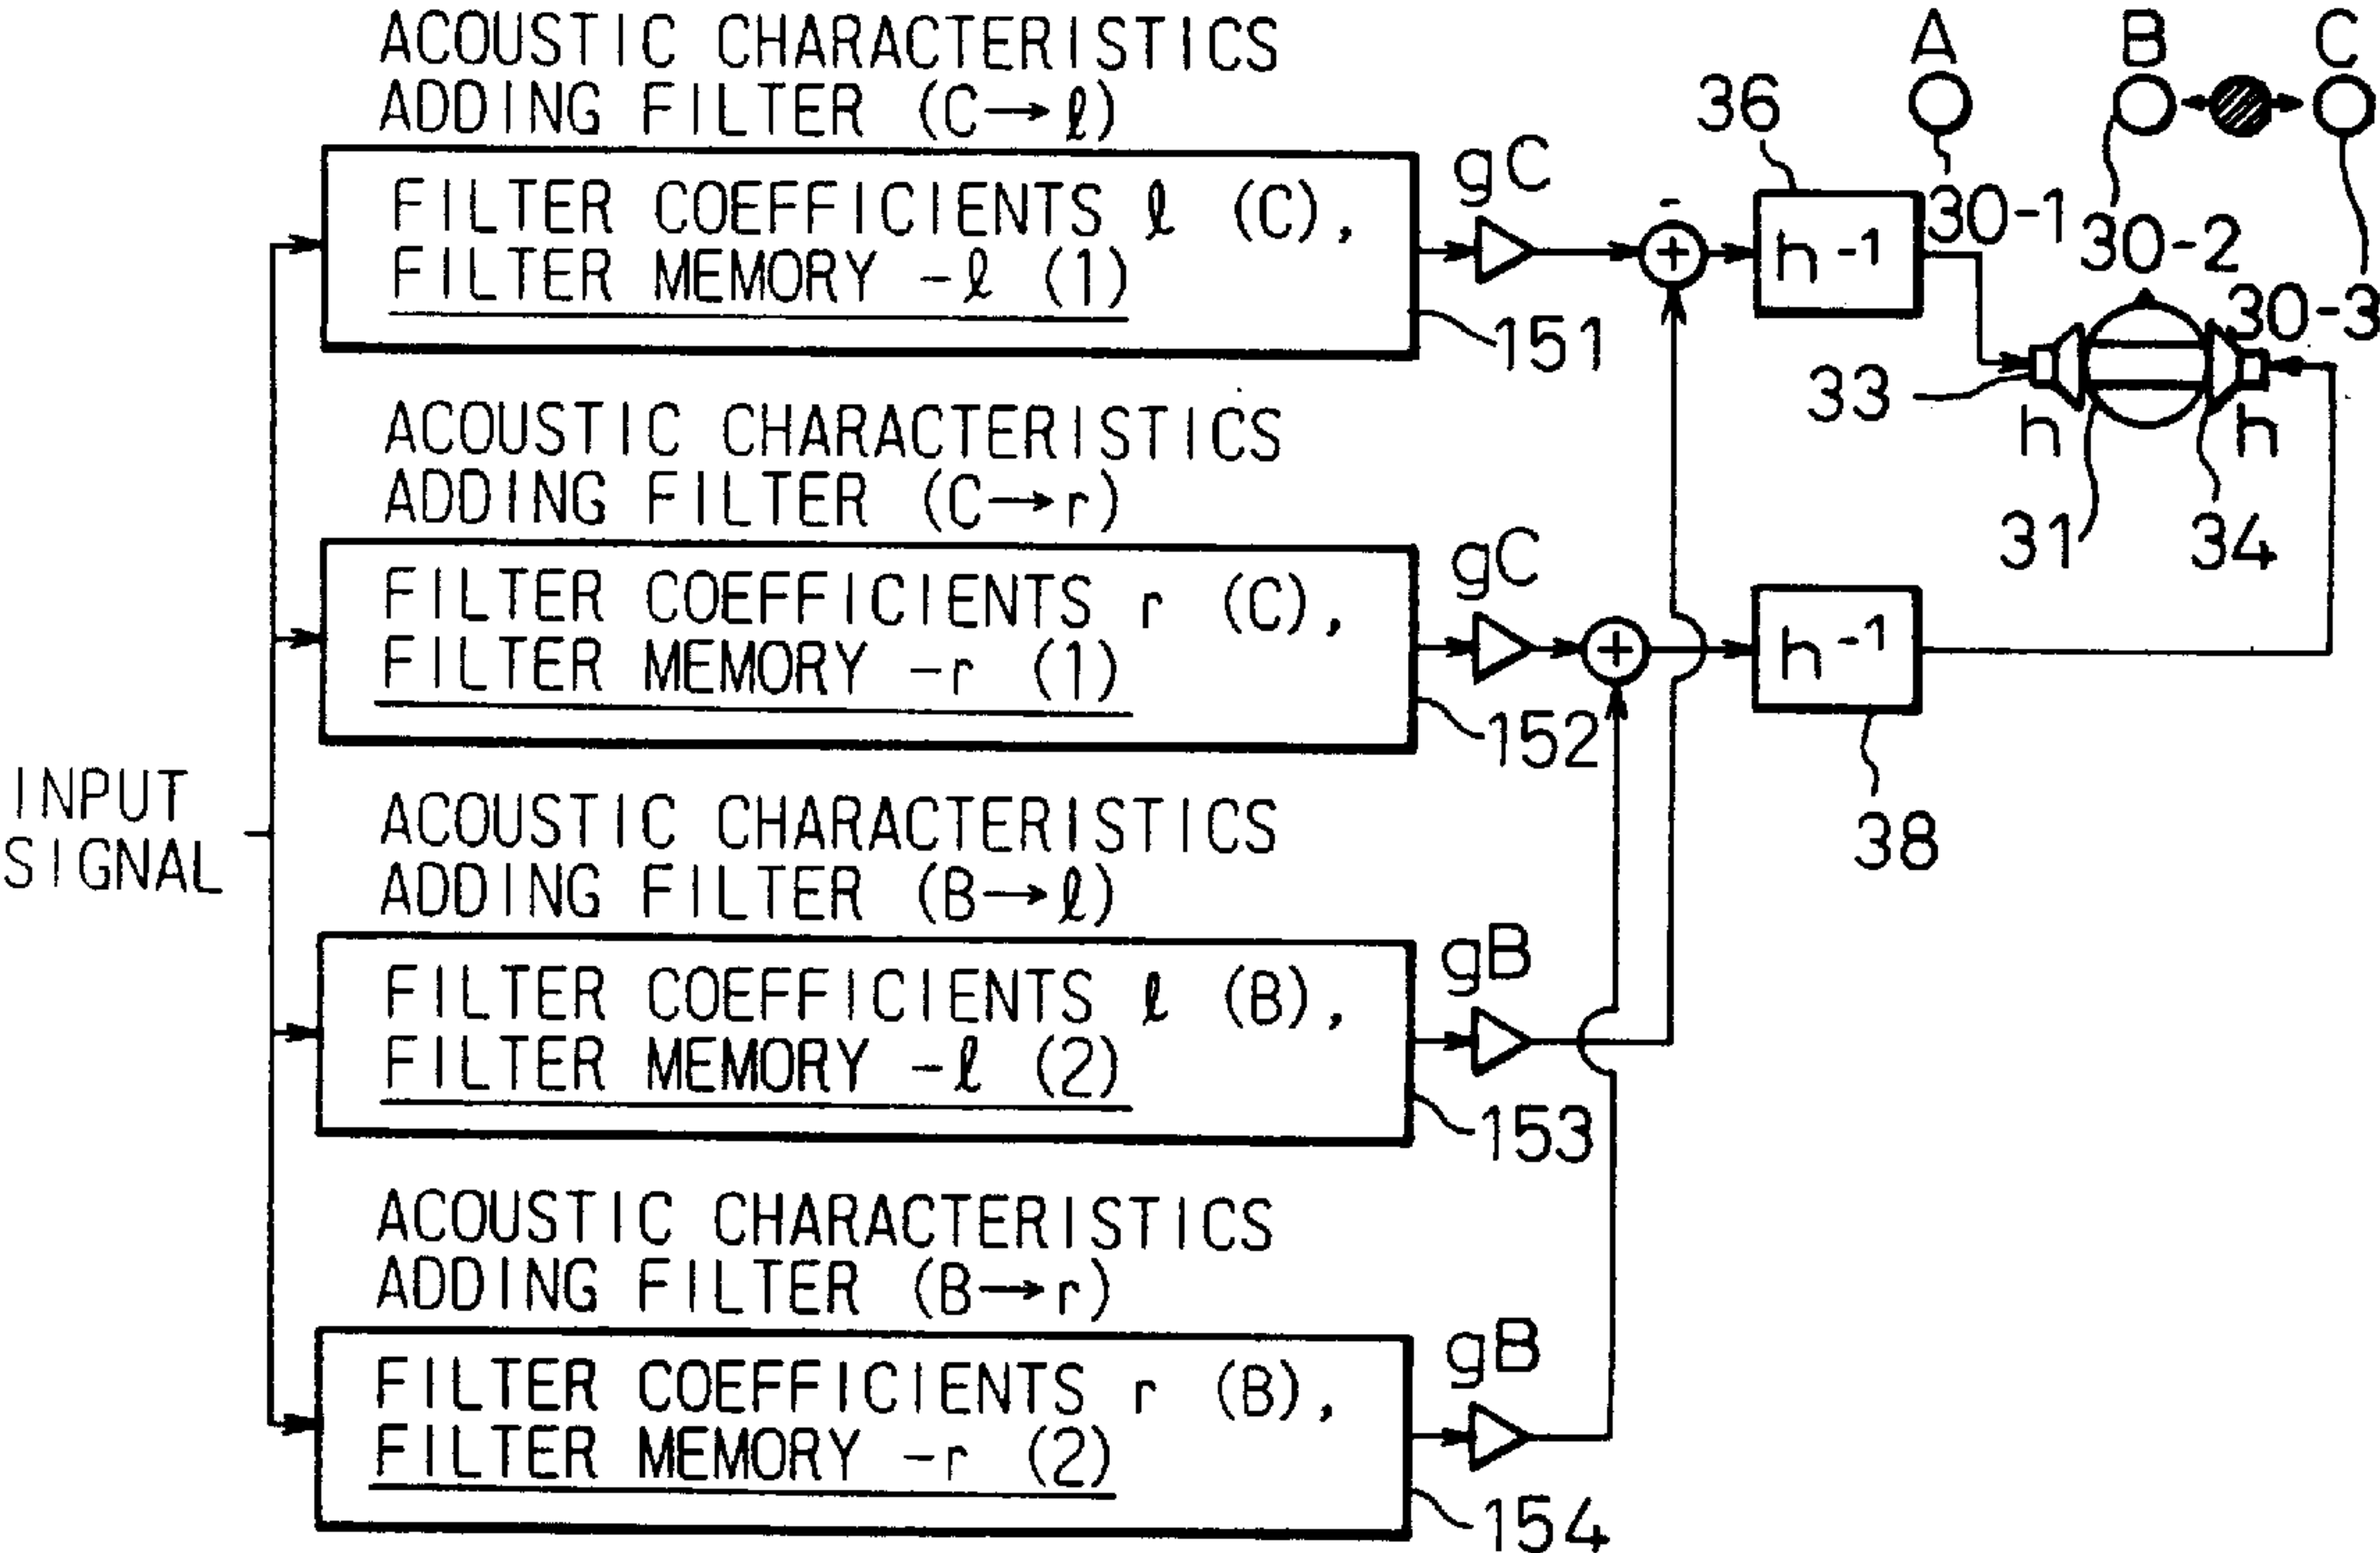 ACOUSTIC CHARACTERISTICS
ADDING FILTER (C→ℓ)
FILTER COEFFICIENTS ℓ (C),
FILTER MEMORY -ℓ (1)
gC
151
-
+
36
h⁻¹
A
B
C
30-1
30-2
30-3
33
h
h
31
34
ACOUSTIC CHARACTERISTICS
ADDING FILTER (C→r)
FILTER COEFFICIENTS r (C),
FILTER MEMORY -r (1)
gC
152
+
h⁻¹
38
INPUT
SIGNAL
ACOUSTIC CHARACTERISTICS
ADDING FILTER (B→ℓ)
FILTER COEFFICIENTS ℓ (B),
FILTER MEMORY -ℓ (2)
gB
153
ACOUSTIC CHARACTERISTICS
ADDING FILTER (B→r)
FILTER COEFFICIENTS r (B),
FILTER MEMORY -r (2)
gB
154